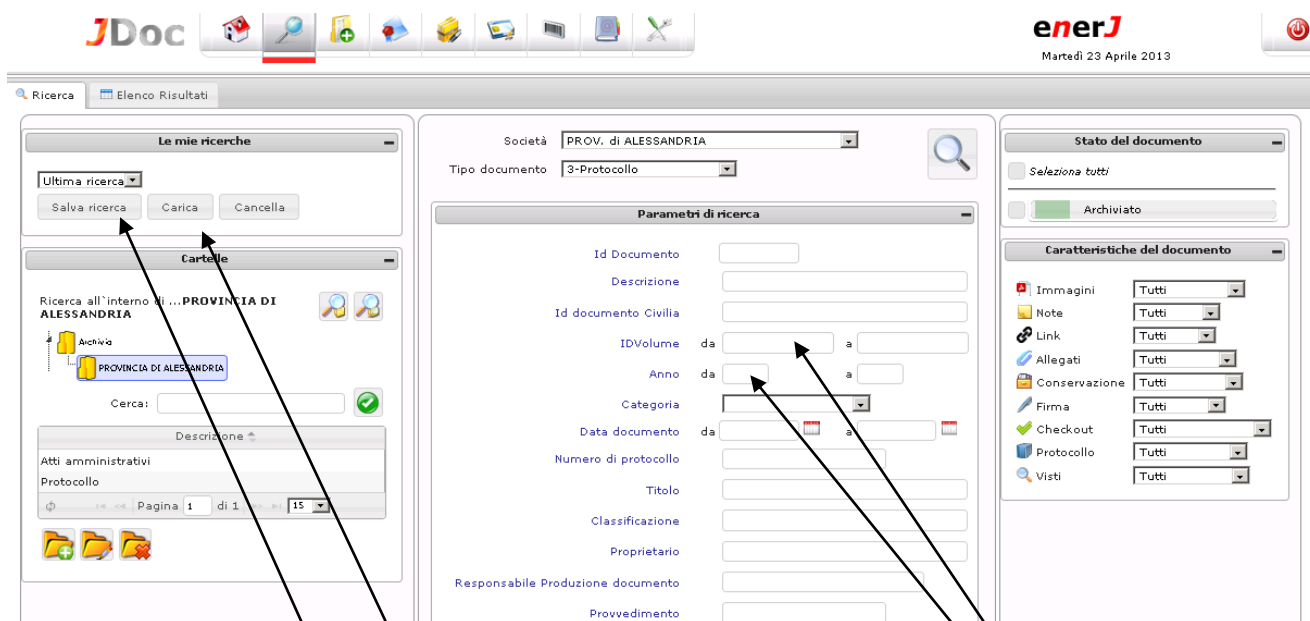 JDoc
enerJ
Martedì 23 Aprile 2013
Ricerca
Elenco Risultati
Le mie ricerche
Ultima ricerca
Salva ricerca Carica Cancella
Cartelle
Ricerca all`interno di ...PROVINCIA DI
ALESSANDRIA
Archivia
PROVINCIA DI ALESSANDRIA
Cerca:
Descrizione
Atti amministrativi
Protocollo
Pagina 1 di 1 15
Società PROV. di ALESSANDRIA
Tipo documento 3-Protocollo
Parametri di ricerca
Id Documento
Descrizione
Id documento Civilia
IDVolume da a
Anno da a
Categoria
Data documento da a
Numero di protocollo
Titolo
Classificazione
Proprietario
Responsabile Produzione documento
Provvedimento
Stato del documento
Seleziona tutti
Archiviato
Caratteristiche del documento
Immagini Tutti
Note Tutti
Link Tutti
Allegati Tutti
Conservazione Tutti
Firma Tutti
Checkout Tutti
Protocollo Tutti
Visti Tutti